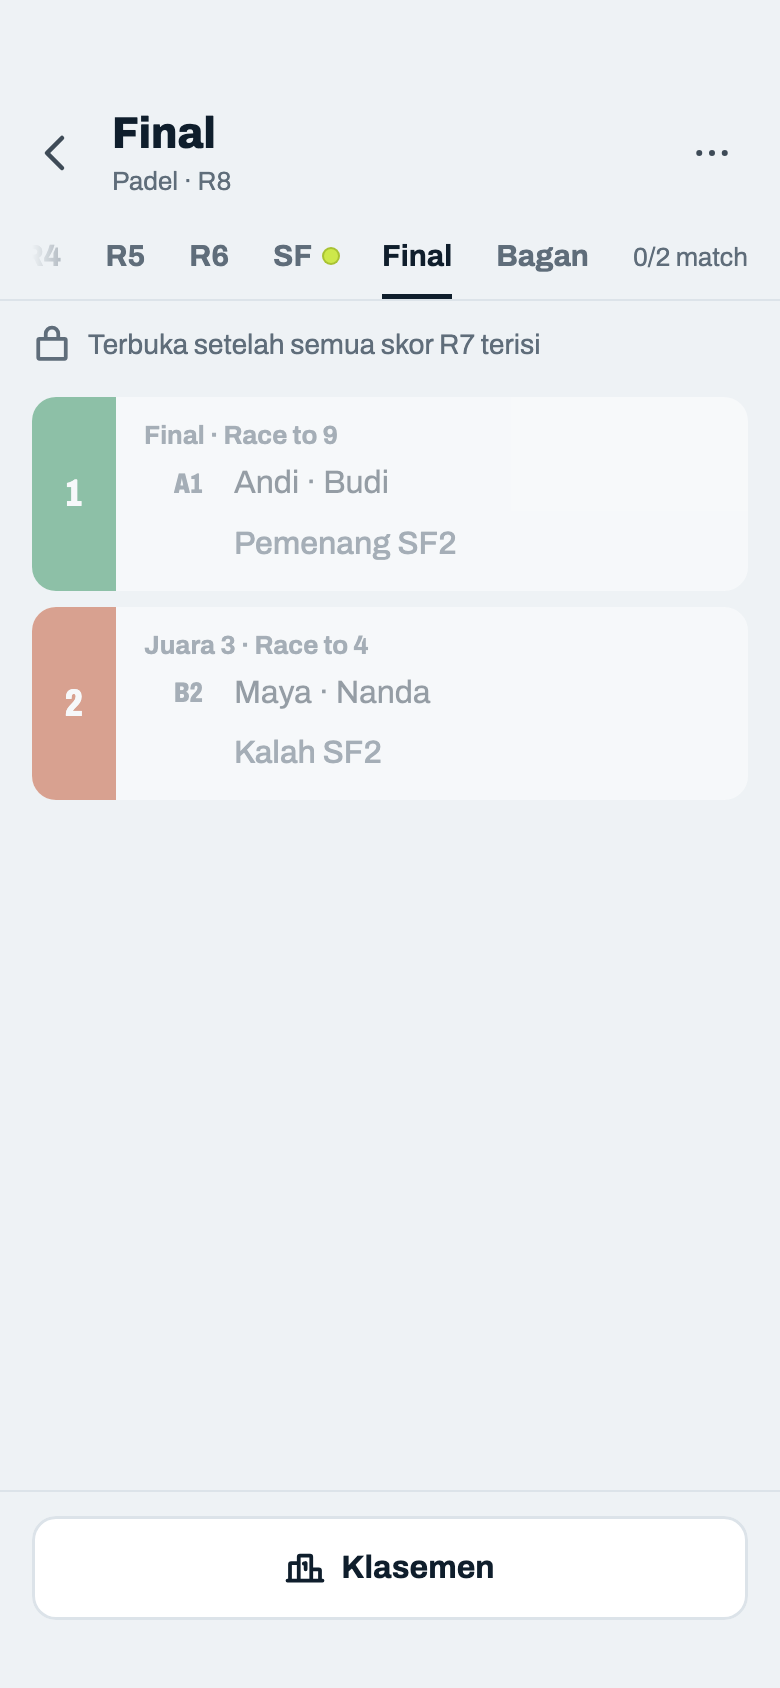 Final
Padel · R8
R4 R5 R6 SF Final Bagan 0/2 match
Terbuka setelah semua skor R7 terisi
1
Final · Race to 9
A1 Andi · Budi
Pemenang SF2
2
Juara 3 · Race to 4
B2 Maya · Nanda
Kalah SF2
Klasemen